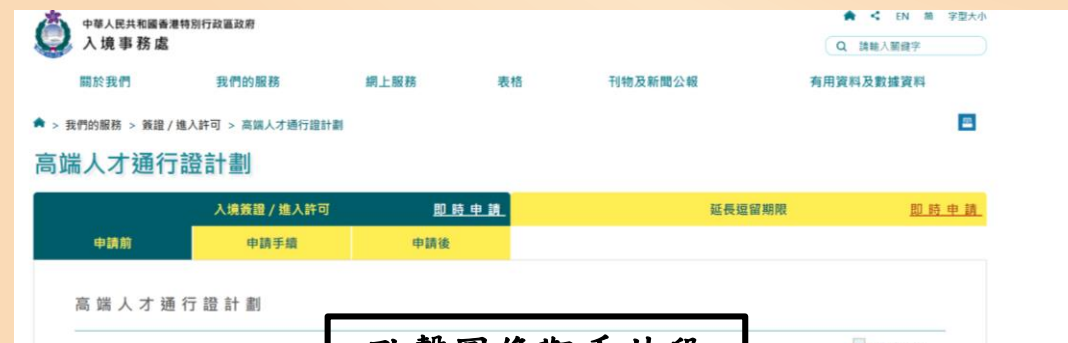 中華人民共和國香港特別行政區政府
入境事務處
EN 簡 字型大小
請輸入關鍵字
關於我們 我們的服務 網上服務 表格 刊物及新聞公報 有用資料及數據資料
> 我們的服務 > 簽證 / 進入許可 > 高端人才通行證計劃
高端人才通行證計劃
入境簽證 / 進入許可 即時申請 延長逗留期限 即時申請
申請前 申請手續 申請後
高端人才通行證計劃